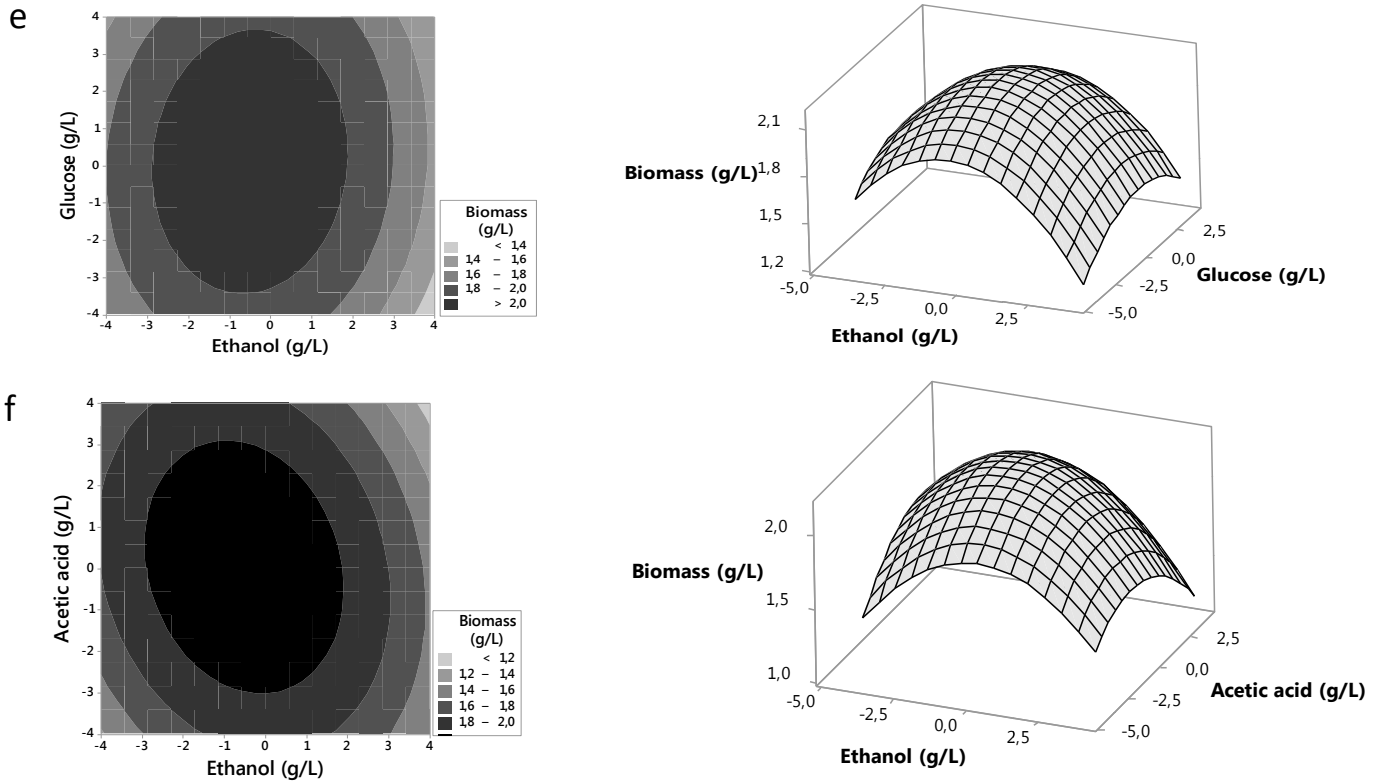 e
4
3
2
1
0
-1
-2
-3
-4
Glucose (g/L)
-4 -3 -2 -1 0 1 2 3 4
Ethanol (g/L)
Biomass
(g/L)
< 1,4
1,4 – 1,6
1,6 – 1,8
1,8 – 2,0
> 2,0
2,1
1,8
1,5
1,2
Biomass (g/L)
-5,0
-2,5
0,0
2,5
Ethanol (g/L)
2,5
0,0
-2,5
-5,0
Glucose (g/L)
f
4
3
2
1
0
-1
-2
-3
-4
Acetic acid (g/L)
-4 -3 -2 -1 0 1 2 3 4
Ethanol (g/L)
Biomass
(g/L)
< 1,2
1,2 – 1,4
1,4 – 1,6
1,6 – 1,8
1,8 – 2,0
2,0
1,5
1,0
Biomass (g/L)
-5,0
-2,5
0,0
2,5
Ethanol (g/L)
2,5
0,0
-2,5
-5,0
Acetic acid (g/L)